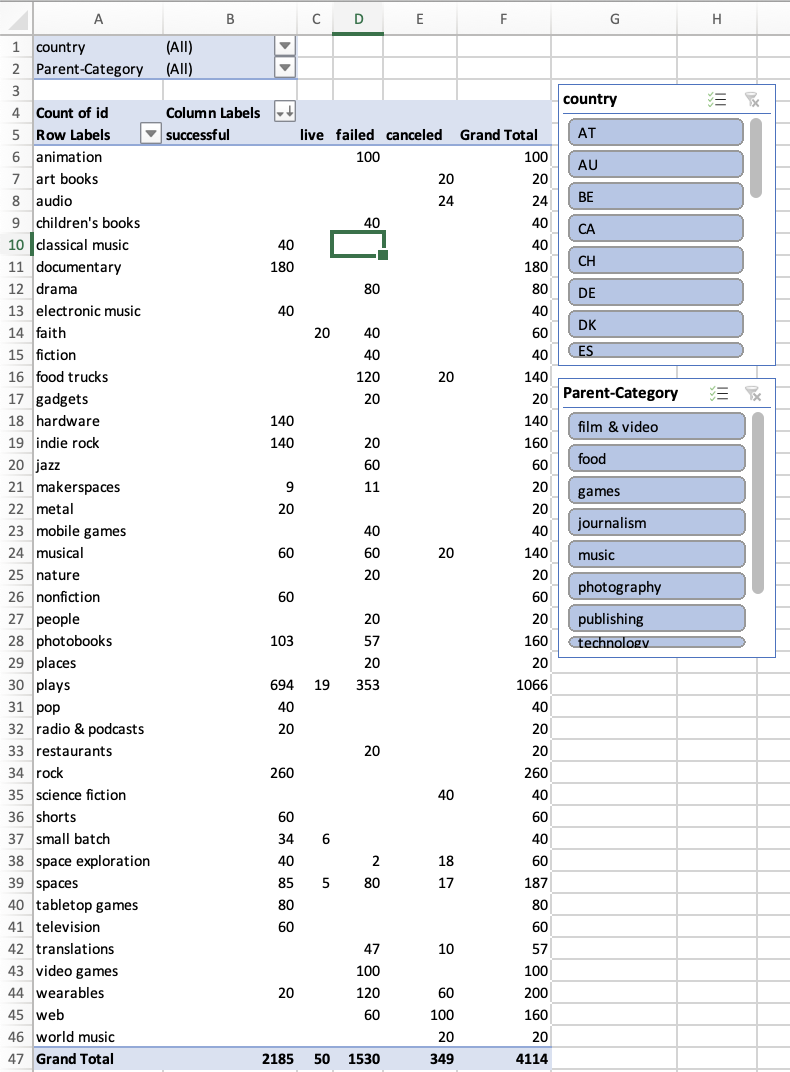 A B C D E F G H
1 country (All)
2 Parent-Category (All)
3
4 Count of id Column Labels
5 Row Labels successful live failed canceled Grand Total
6 animation 100 100
7 art books 20 20
8 audio 24 24
9 children's books 40 40
10 classical music 40 40
11 documentary 180 180
12 drama 80 80
13 electronic music 40 40
14 faith 20 40 60
15 fiction 40 40
16 food trucks 120 20 140
17 gadgets 20 20
18 hardware 140 140
19 indie rock 140 20 160
20 jazz 60 60
21 makerspaces 9 11 20
22 metal 20 20
23 mobile games 40 40
24 musical 60 60 20 140
25 nature 20 20
26 nonfiction 60 60
27 people 20 20
28 photobooks 103 57 160
29 places 20 20
30 plays 694 19 353 1066
31 pop 40 40
32 radio & podcasts 20 20
33 restaurants 20 20
34 rock 260 260
35 science fiction 40 40
36 shorts 60 60
37 small batch 34 6 40
38 space exploration 40 2 18 60
39 spaces 85 5 80 17 187
40 tabletop games 80 80
41 television 60 60
42 translations 47 10 57
43 video games 100 100
44 wearables 20 120 60 200
45 web 60 100 160
46 world music 20 20
47 Grand Total 2185 50 1530 349 4114
country
AT
AU
BE
CA
CH
DE
DK
ES
Parent-Category
film & video
food
games
journalism
music
photography
publishing
technology